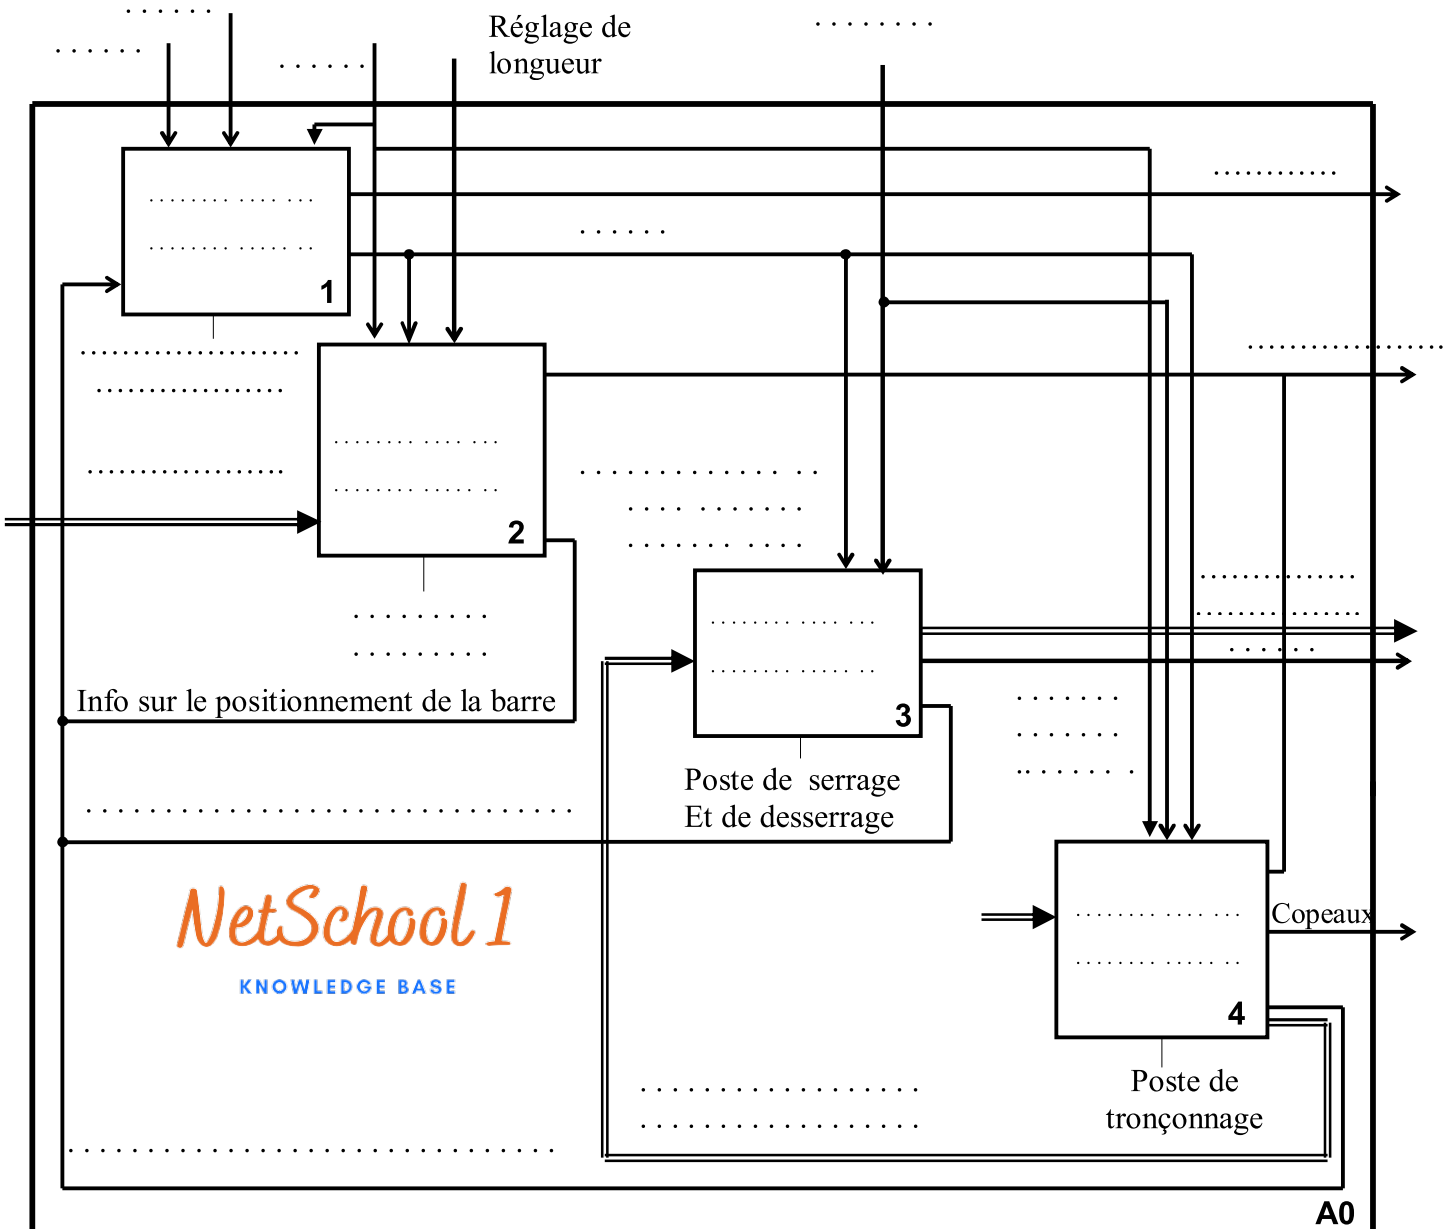 Réglage de
longueur
1
2
Info sur le positionnement de la barre
3
Poste de serrage
Et de desserrage
Copeaux
4
Poste de
tronçonnage
NetSchool 1
KNOWLEDGE BASE
A0